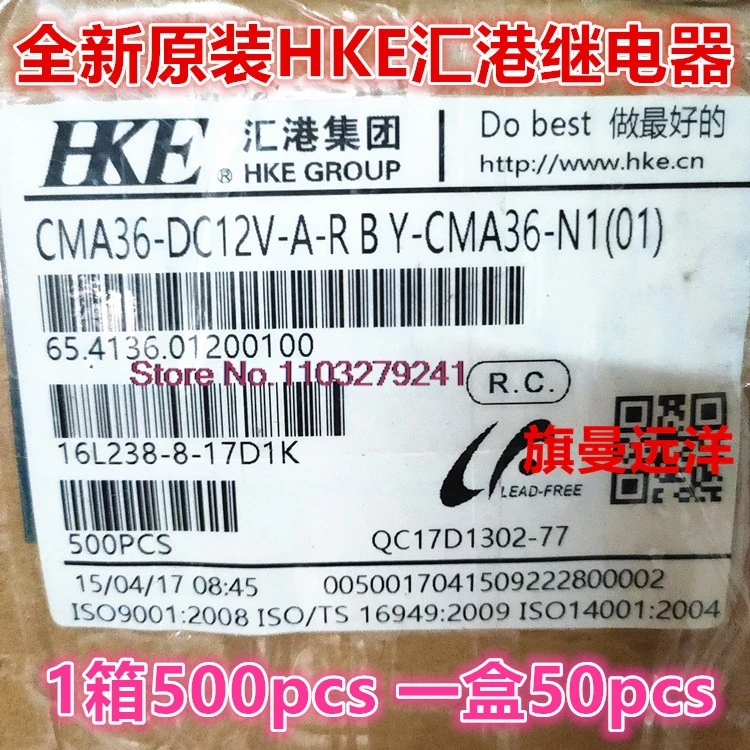 全新原装HKE汇港继电器
HKE ® 汇港集团
HKE GROUP
Do best 做最好的
http://www.hke.cn
CMA36-DC12V-A-R B Y-CMA36-N1(01)
65.4136.01200100
Store No. 1103279241
R.C.
16L238-8-17D1K
旗曼远洋
LEAD-FREE
500PCS
QC17D1302-77
15/04/17 08:45 0050017041509222800002
ISO9001:2008 ISO/TS 16949:2009 ISO14001:2004
1箱500pcs 一盒50pcs